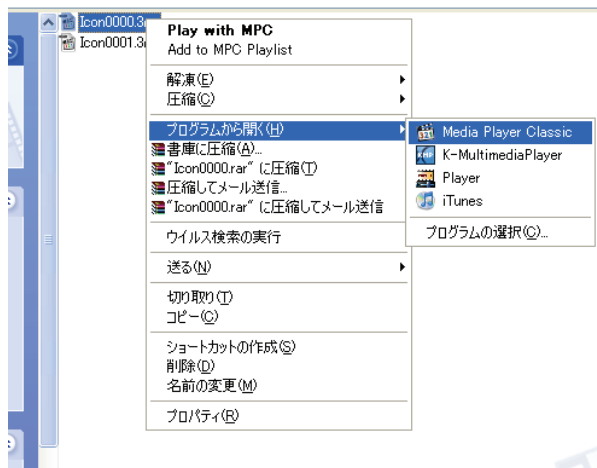 Icon0000.3
Icon0001.3
Play with MPC
Add to MPC Playlist
解凍(E)
圧縮(C)
プログラムから開く(H)
書庫に圧縮(A)...
"Icon0000.rar" に圧縮(T)
圧縮してメール送信...
"Icon0000.rar" に圧縮してメール送信
ウイルス検索の実行
送る(N)
切り取り(T)
コピー(C)
ショートカットの作成(S)
削除(D)
名前の変更(M)
プロパティ(R)
Media Player Classic
K-MultimediaPlayer
Player
iTunes
プログラムの選択(C)...